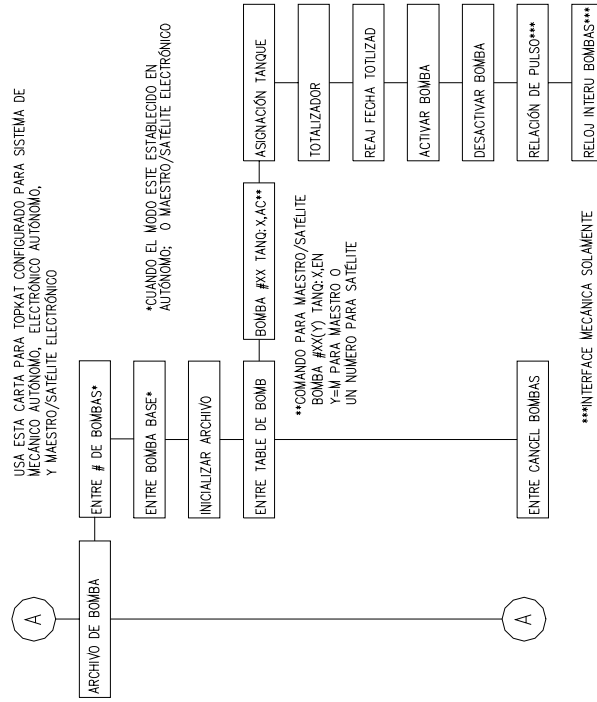 USA ESTA CARTA PARA TOPKAT CONFIGURADO PARA SISTEMA DE
MECÁNICO AUTÓNOMO, ELECTRÓNICO AUTÓNOMO,
Y MAESTRO/SATÉLITE ELECTRÓNICO
A
ARCHIVO DE BOMBA
ENTRE # DE BOMBAS*
ENTRE BOMBA BASE*
*CUANDO EL MODO ESTE ESTABLECIDO EN
AUTÓNOMO; O MAESTRO/SATÉLITE ELECTRÓNICO
INICIALIZAR ARCHIVO
ENTRE TABLE DE BOMB
BOMBA #XX TANQ: X,AC**
ASIGNACIÓN TANQUE
TOTALIZADOR
REAJ FECHA TOTLIZAD
ACTIVAR BOMBA
DESACTIVAR BOMBA
RELACIÓN DE PULSO***
RELOJ INTERU BOMBAS***
**COMANDO PARA MAESTRO/SATÉLITE
BOMBA #XX(Y) TANQ: X,EN
Y=M PARA MAESTRO O
UN NUMERO PARA SATÉLITE
ENTRE CANCEL BOMBAS
A
***INTERFACE MECÁNICA SOLAMENTE